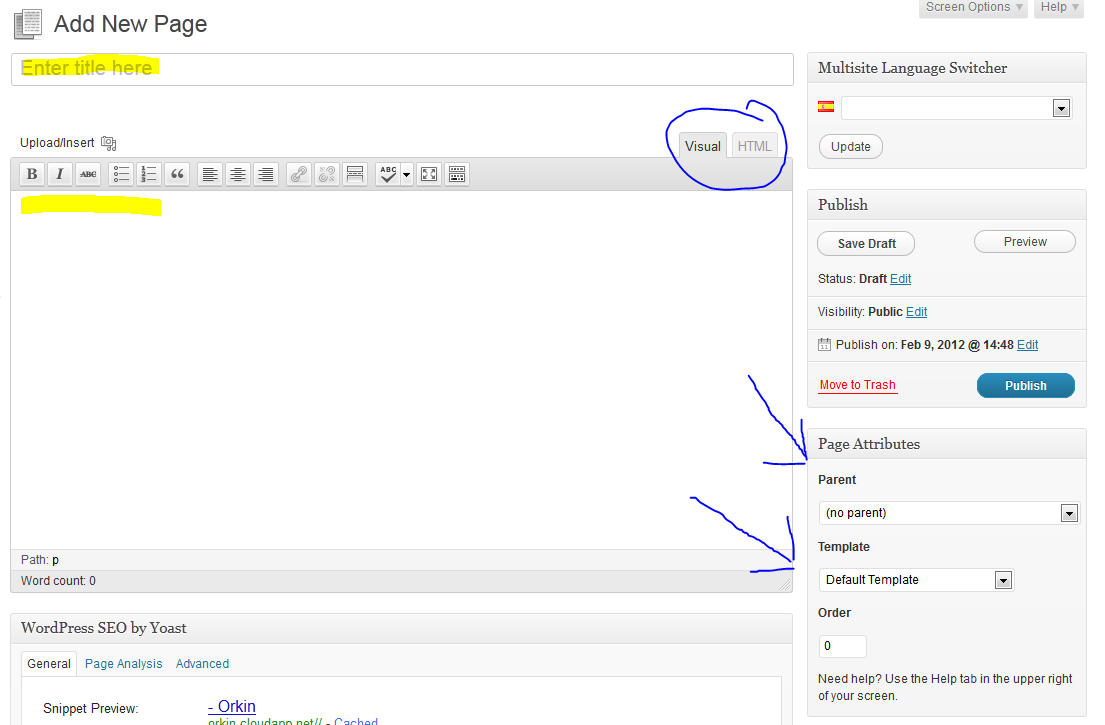 Screen Options
Help
Add New Page
Enter title here
Upload/Insert
Visual
HTML
B I ABC ABC
Path: p
Word count: 0
WordPress SEO by Yoast
General Page Analysis Advanced
Snippet Preview:
- Orkin
orkin.cloudapp.net// - Cached
Multisite Language Switcher
Update
Publish
Save Draft
Preview
Status: Draft Edit
Visibility: Public Edit
11
Publish on: Feb 9, 2012 @ 14:48 Edit
Move to Trash
Publish
Page Attributes
Parent
(no parent)
Template
Default Template
Order
0
Need help? Use the Help tab in the upper right
of your screen.